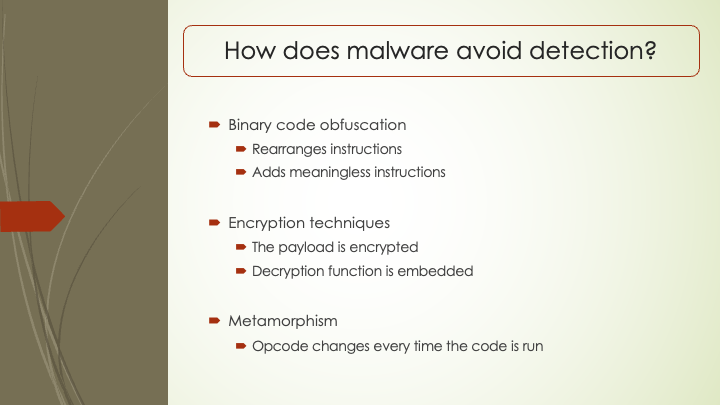 How does malware avoid detection?
Binary code obfuscation
Rearranges instructions
Adds meaningless instructions
Encryption techniques
The payload is encrypted
Decryption function is embedded
Metamorphism
Opcode changes every time the code is run